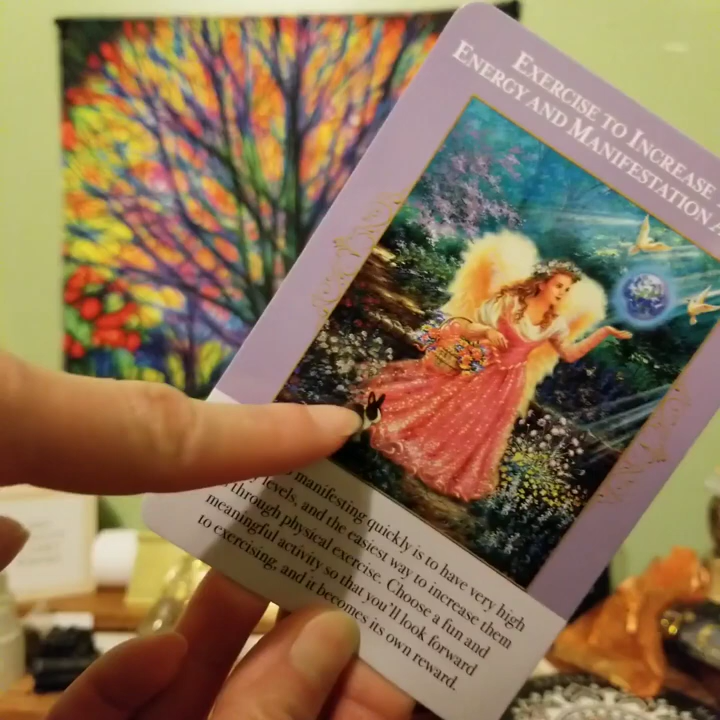 EXERCISE TO INCREASE
ENERGY AND MANIFESTATION
manifesting quickly is to have very high
levels, and the easiest way to increase them
through physical exercise. Choose a fun and
meaningful activity so that you'll look forward
to exercising, and it becomes its own reward.